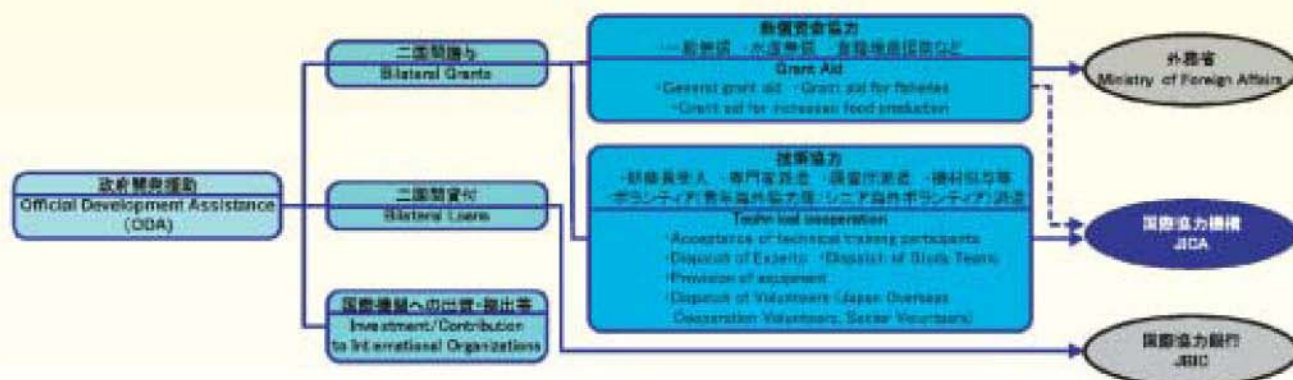 政府開発援助
Official Development Assistance
(ODA)
二国間贈与
Bilateral Grants
二国間貸付
Bilateral Loans
国際機関への出資・拠出等
Investment/Contribution
to International Organizations
無償資金協力
・一般無償 ・水産無償 ・食糧増産援助など
Grant Aid
・General grant aid ・Grant aid for fisheries
・Grant aid for increased food production
技術協力
・研修員受入 ・専門家派遣 ・調査団派遣 ・機材供与等
・ボランティア(青年海外協力隊・シニア海外ボランティア)派遣
Technical cooperation
・Acceptance of technical training participants
・Dispatch of Experts ・Dispatch of Study Teams
・Provision of equipment
・Dispatch of Volunteers (Japan Overseas
Cooperation Volunteers, Senior Volunteers)
外務省
Ministry of Foreign Affairs
国際協力機構
JICA
国際協力銀行
JBIC